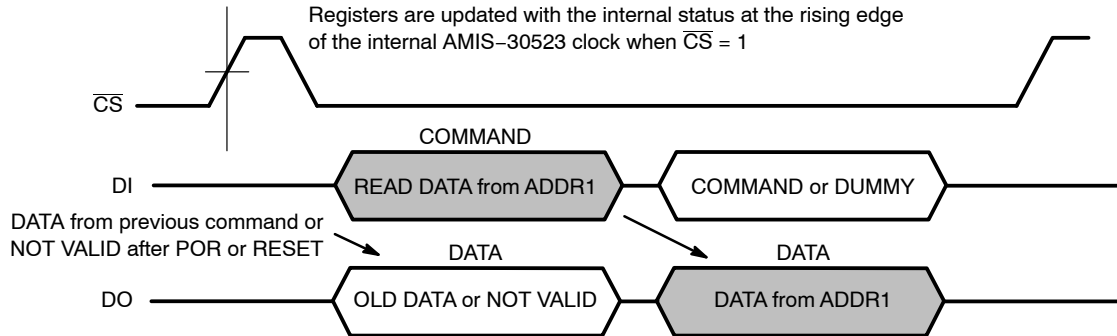 Registers are updated with the internal status at the rising edge
of the internal AMIS−30523 clock when C̅S̅ = 1
C̅S̅
COMMAND
DI
READ DATA from ADDR1
COMMAND or DUMMY
DATA from previous command or
NOT VALID after POR or RESET
DATA
DATA
DO
OLD DATA or NOT VALID
DATA from ADDR1